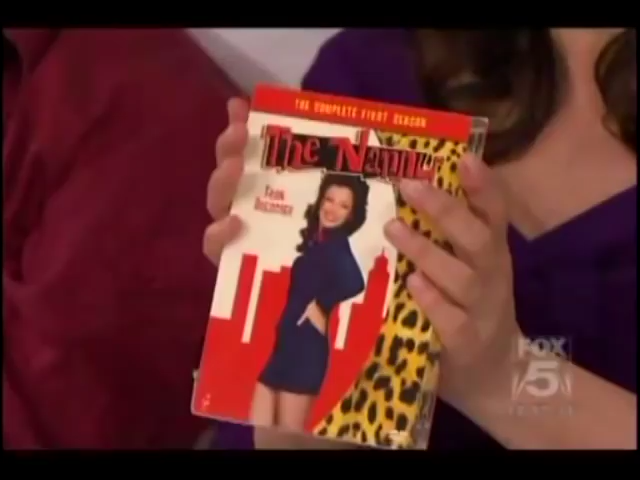 THE COMPLETE FIRST SEASON
The Nanny
FRAN
DRESCHER
FOX
5